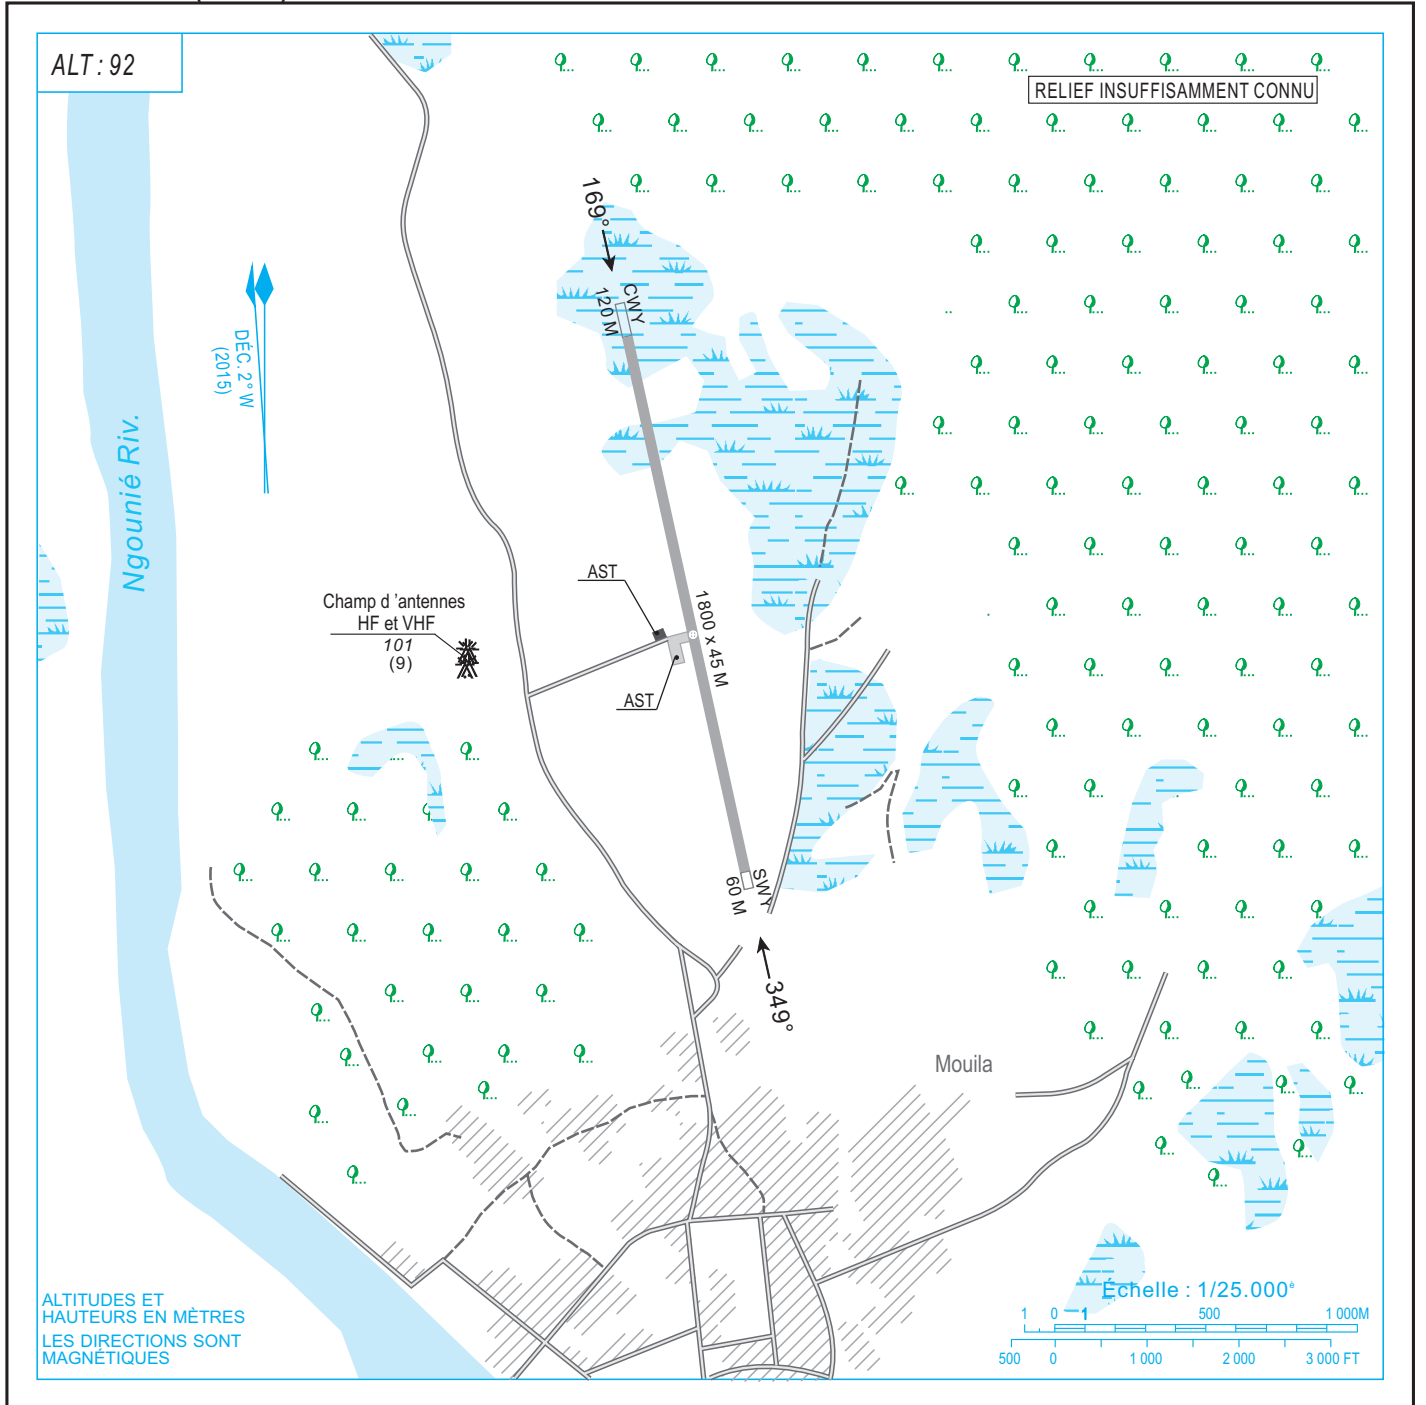 ALT : 92
RELIEF INSUFFISAMMENT CONNU
169°
CWY
120 M
DÉC. 2° W
(2015)
Ngounié Riv.
AST
Champ d 'antennes
HF et VHF
101
(9)
1800 x 45 M
AST
SWY
60 M
349°
Mouila
ALTITUDES ET
HAUTEURS EN MÈTRES
LES DIRECTIONS SONT
MAGNÉTIQUES
Échelle : 1/25.000è
1 0 1 500 1 000M
500 0 1 000 2 000 3 000 FT